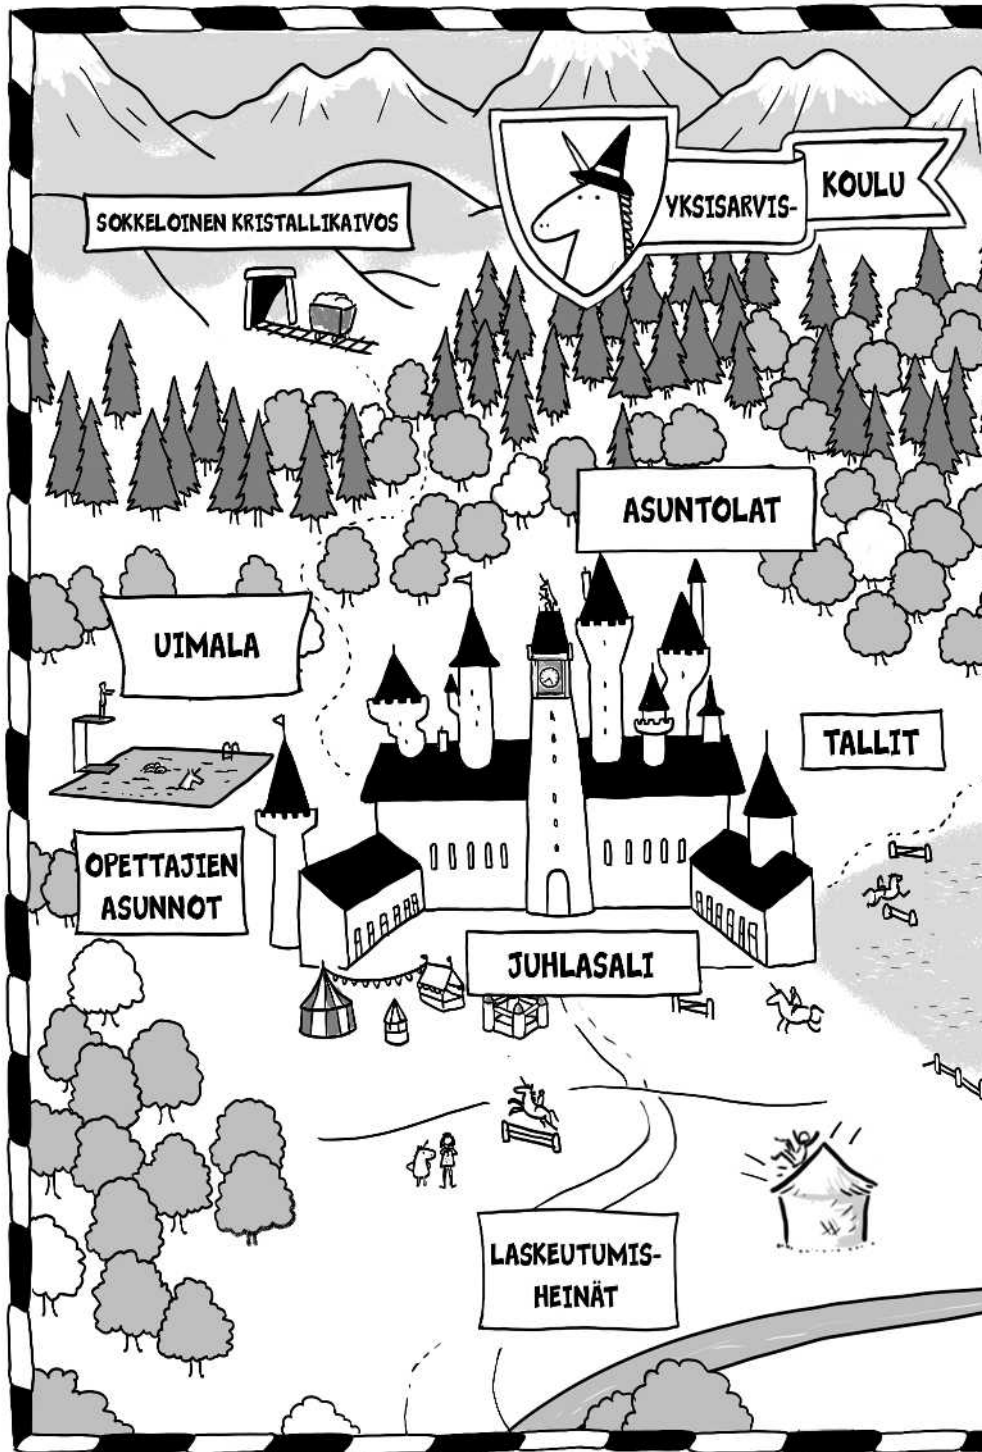 SOKKELOINEN KRISTALLIKAIVOS
YKSISARVIS-
KOULU
ASUNTOLAT
UIMALA
TALLIT
OPETTAJIEN
ASUNNOT
JUHLASALI
LASKEUTUMIS-
HEINÄT